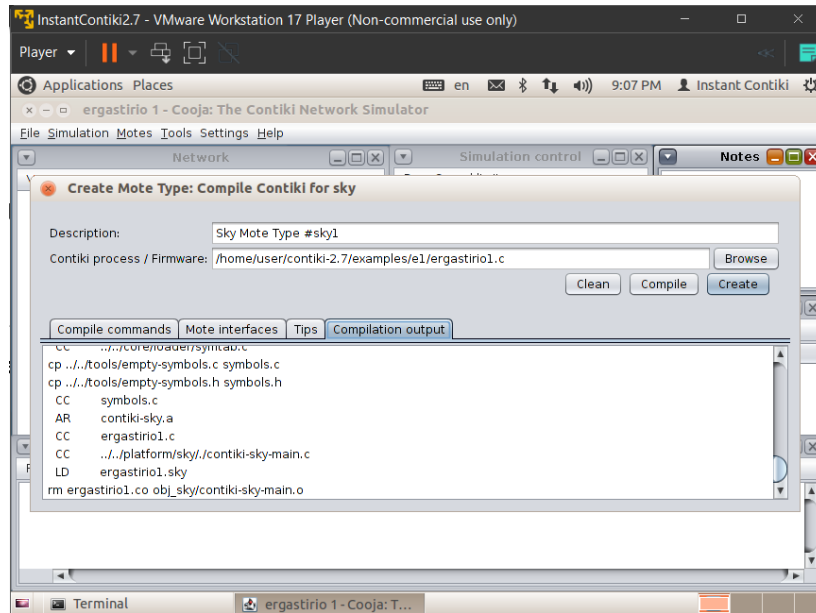 InstantContiki2.7 - VMware Workstation 17 Player (Non-commercial use only)
Player
Applications Places en 9:07 PM Instant Contiki
ergastirio 1 - Cooja: The Contiki Network Simulator
File Simulation Motes Tools Settings Help
Network Simulation control Notes
Create Mote Type: Compile Contiki for sky
Description: Sky Mote Type #sky1
Contiki process / Firmware: /home/user/contiki-2.7/examples/e1/ergastirio1.c Browse
Clean Compile Create
Compile commands Mote interfaces Tips Compilation output
CC ../../core/loader/symtab.c
cp ../../tools/empty-symbols.c symbols.c
cp ../../tools/empty-symbols.h symbols.h
CC symbols.c
AR contiki-sky.a
CC ergastirio1.c
CC ../../platform/sky/./contiki-sky-main.c
LD ergastirio1.sky
rm ergastirio1.co obj_sky/contiki-sky-main.o
Terminal ergastirio 1 - Cooja: T...